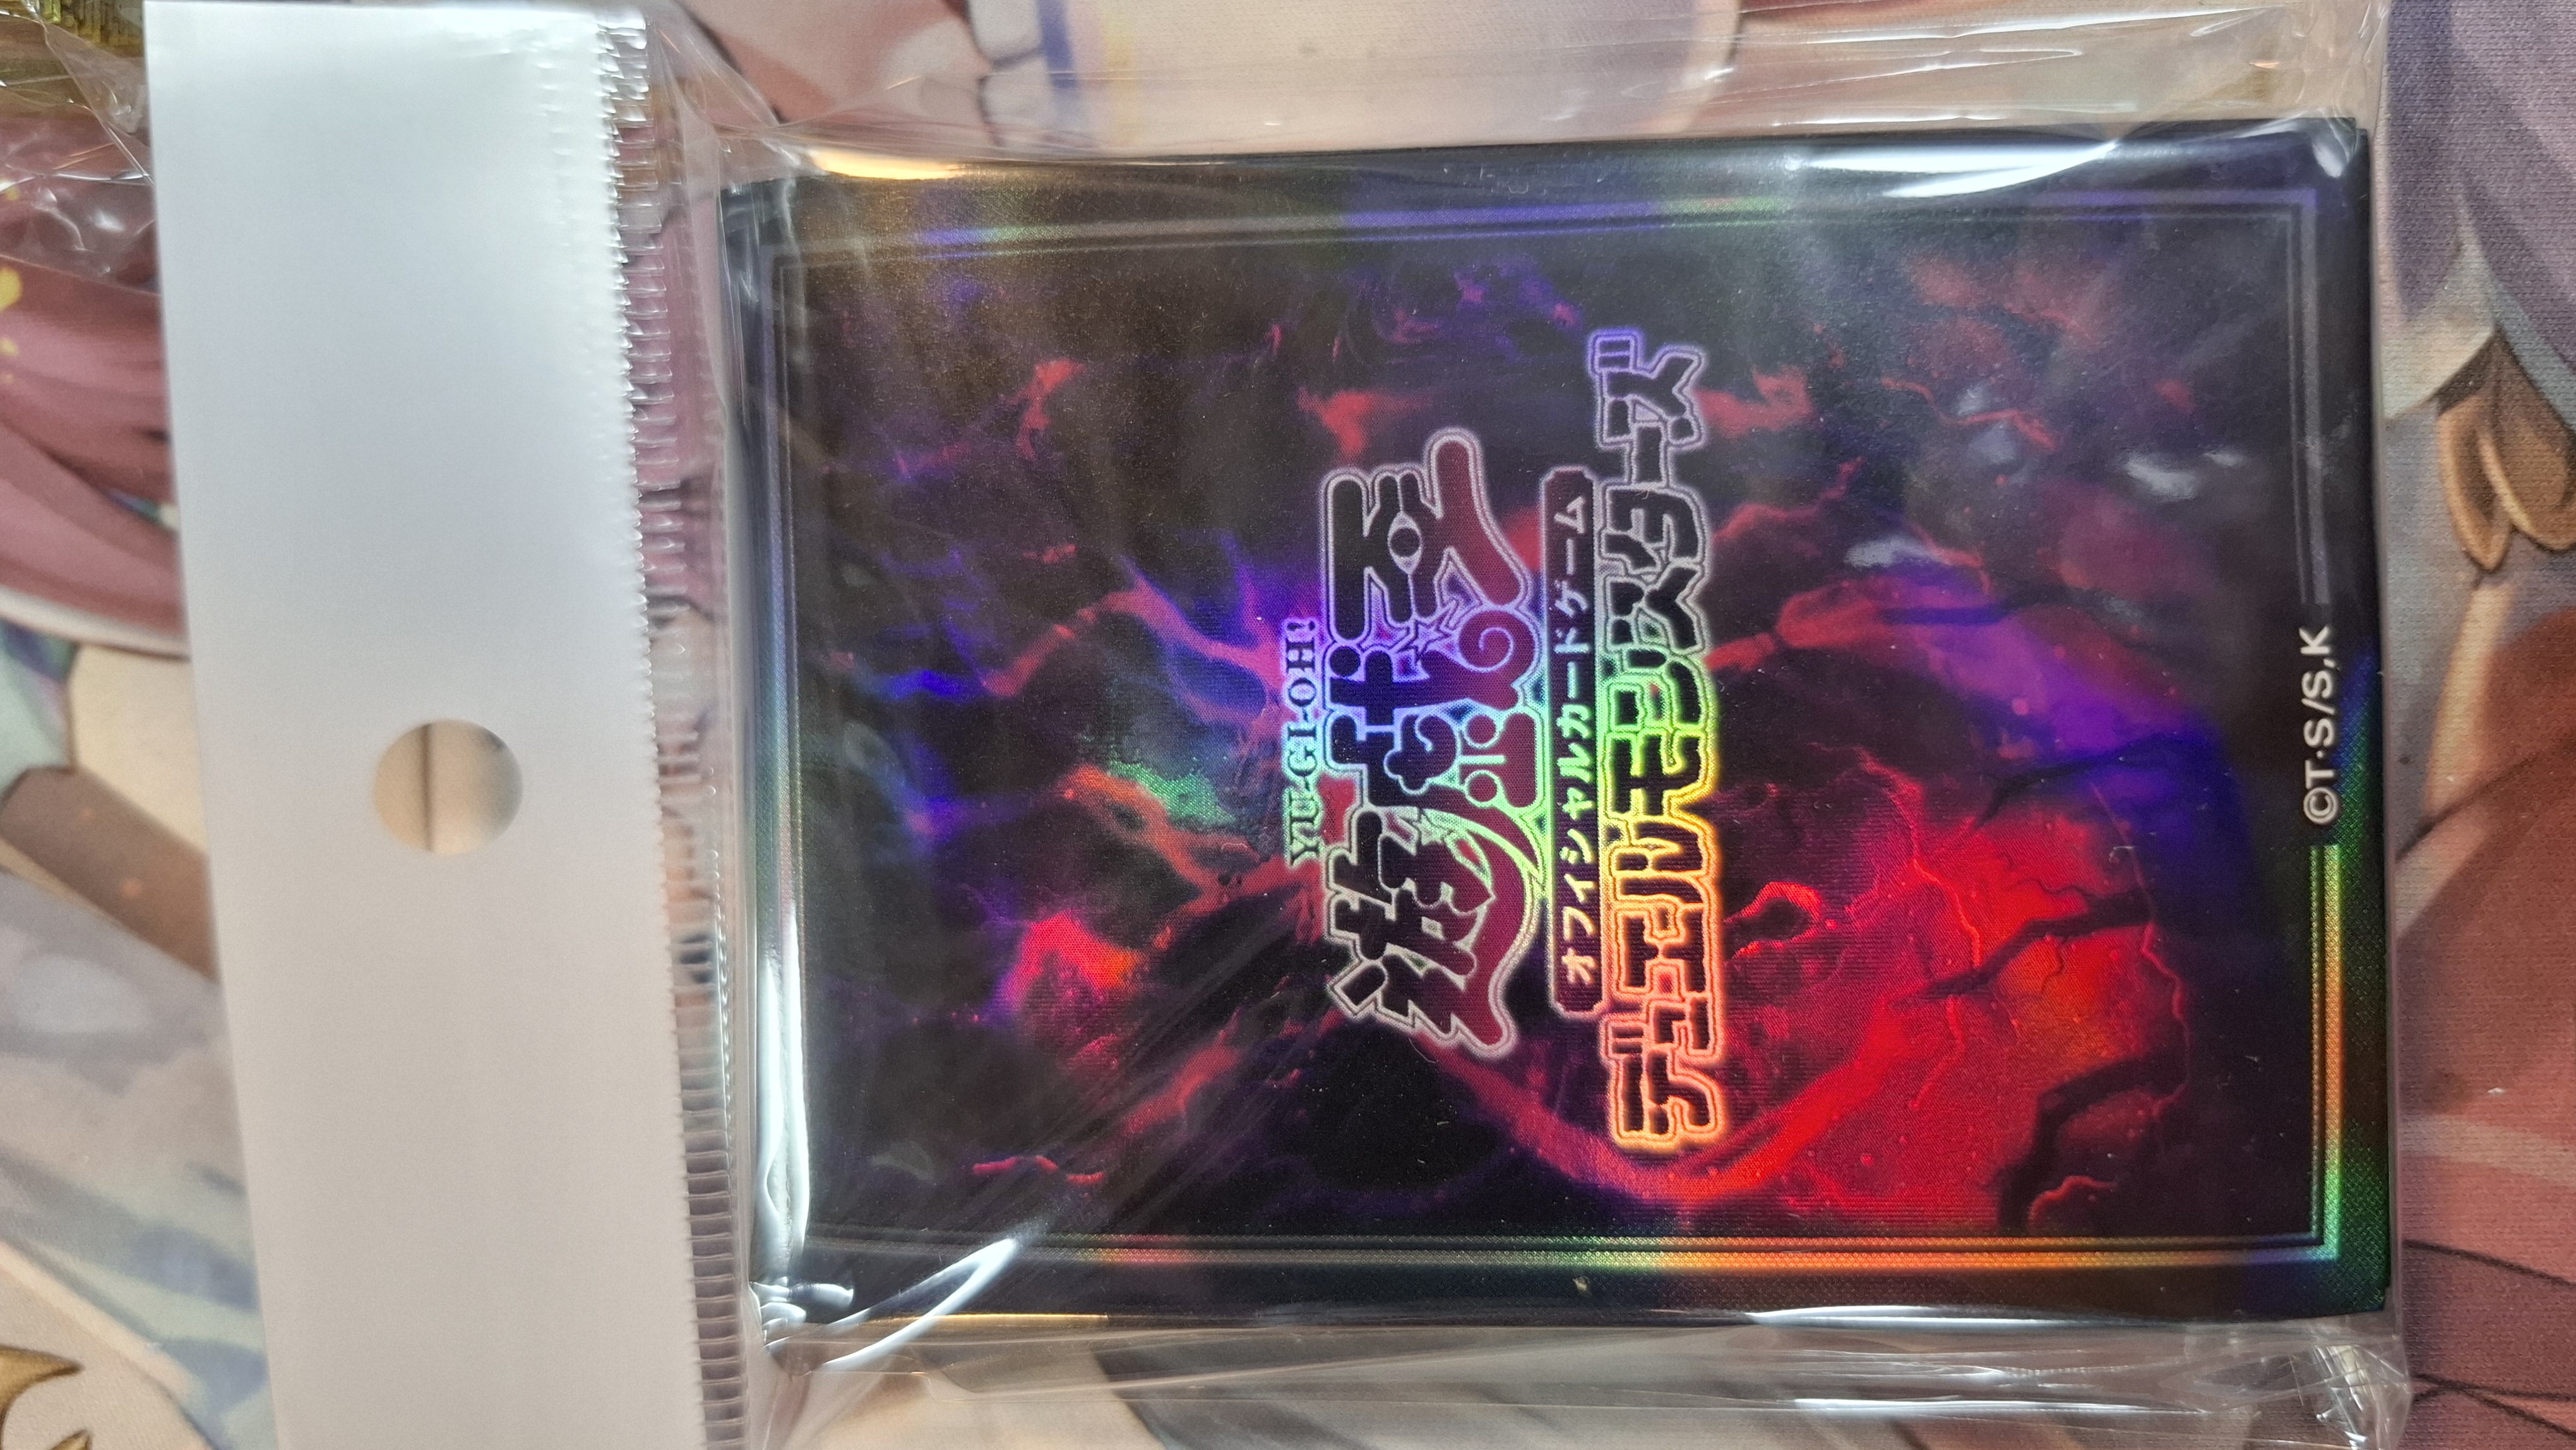 YU-GI-OH!
遊☆戯☆王
オフィシャルカードゲーム
デュエルモンスターズ
©T·S/S,K